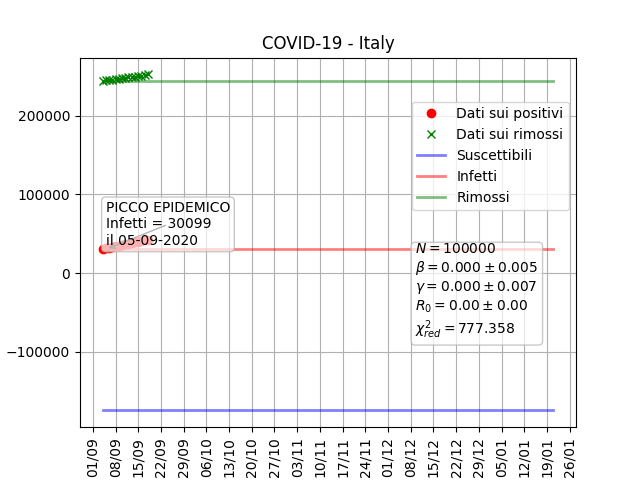 COVID-19 - Italy
200000
100000
0
−100000
Dati sui positivi
Dati sui rimossi
Suscettibili
Infetti
Rimossi
PICCO EPIDEMICO
Infetti = 30099
il 05-09-2020
N = 100000
β = 0.000 ± 0.005
γ = 0.000 ± 0.007
R₀ = 0.00 ± 0.00
χ²red = 777.358
01/09
08/09
15/09
22/09
29/09
06/10
13/10
20/10
27/10
03/11
10/11
17/11
24/11
01/12
08/12
15/12
22/12
29/12
05/01
12/01
19/01
26/01